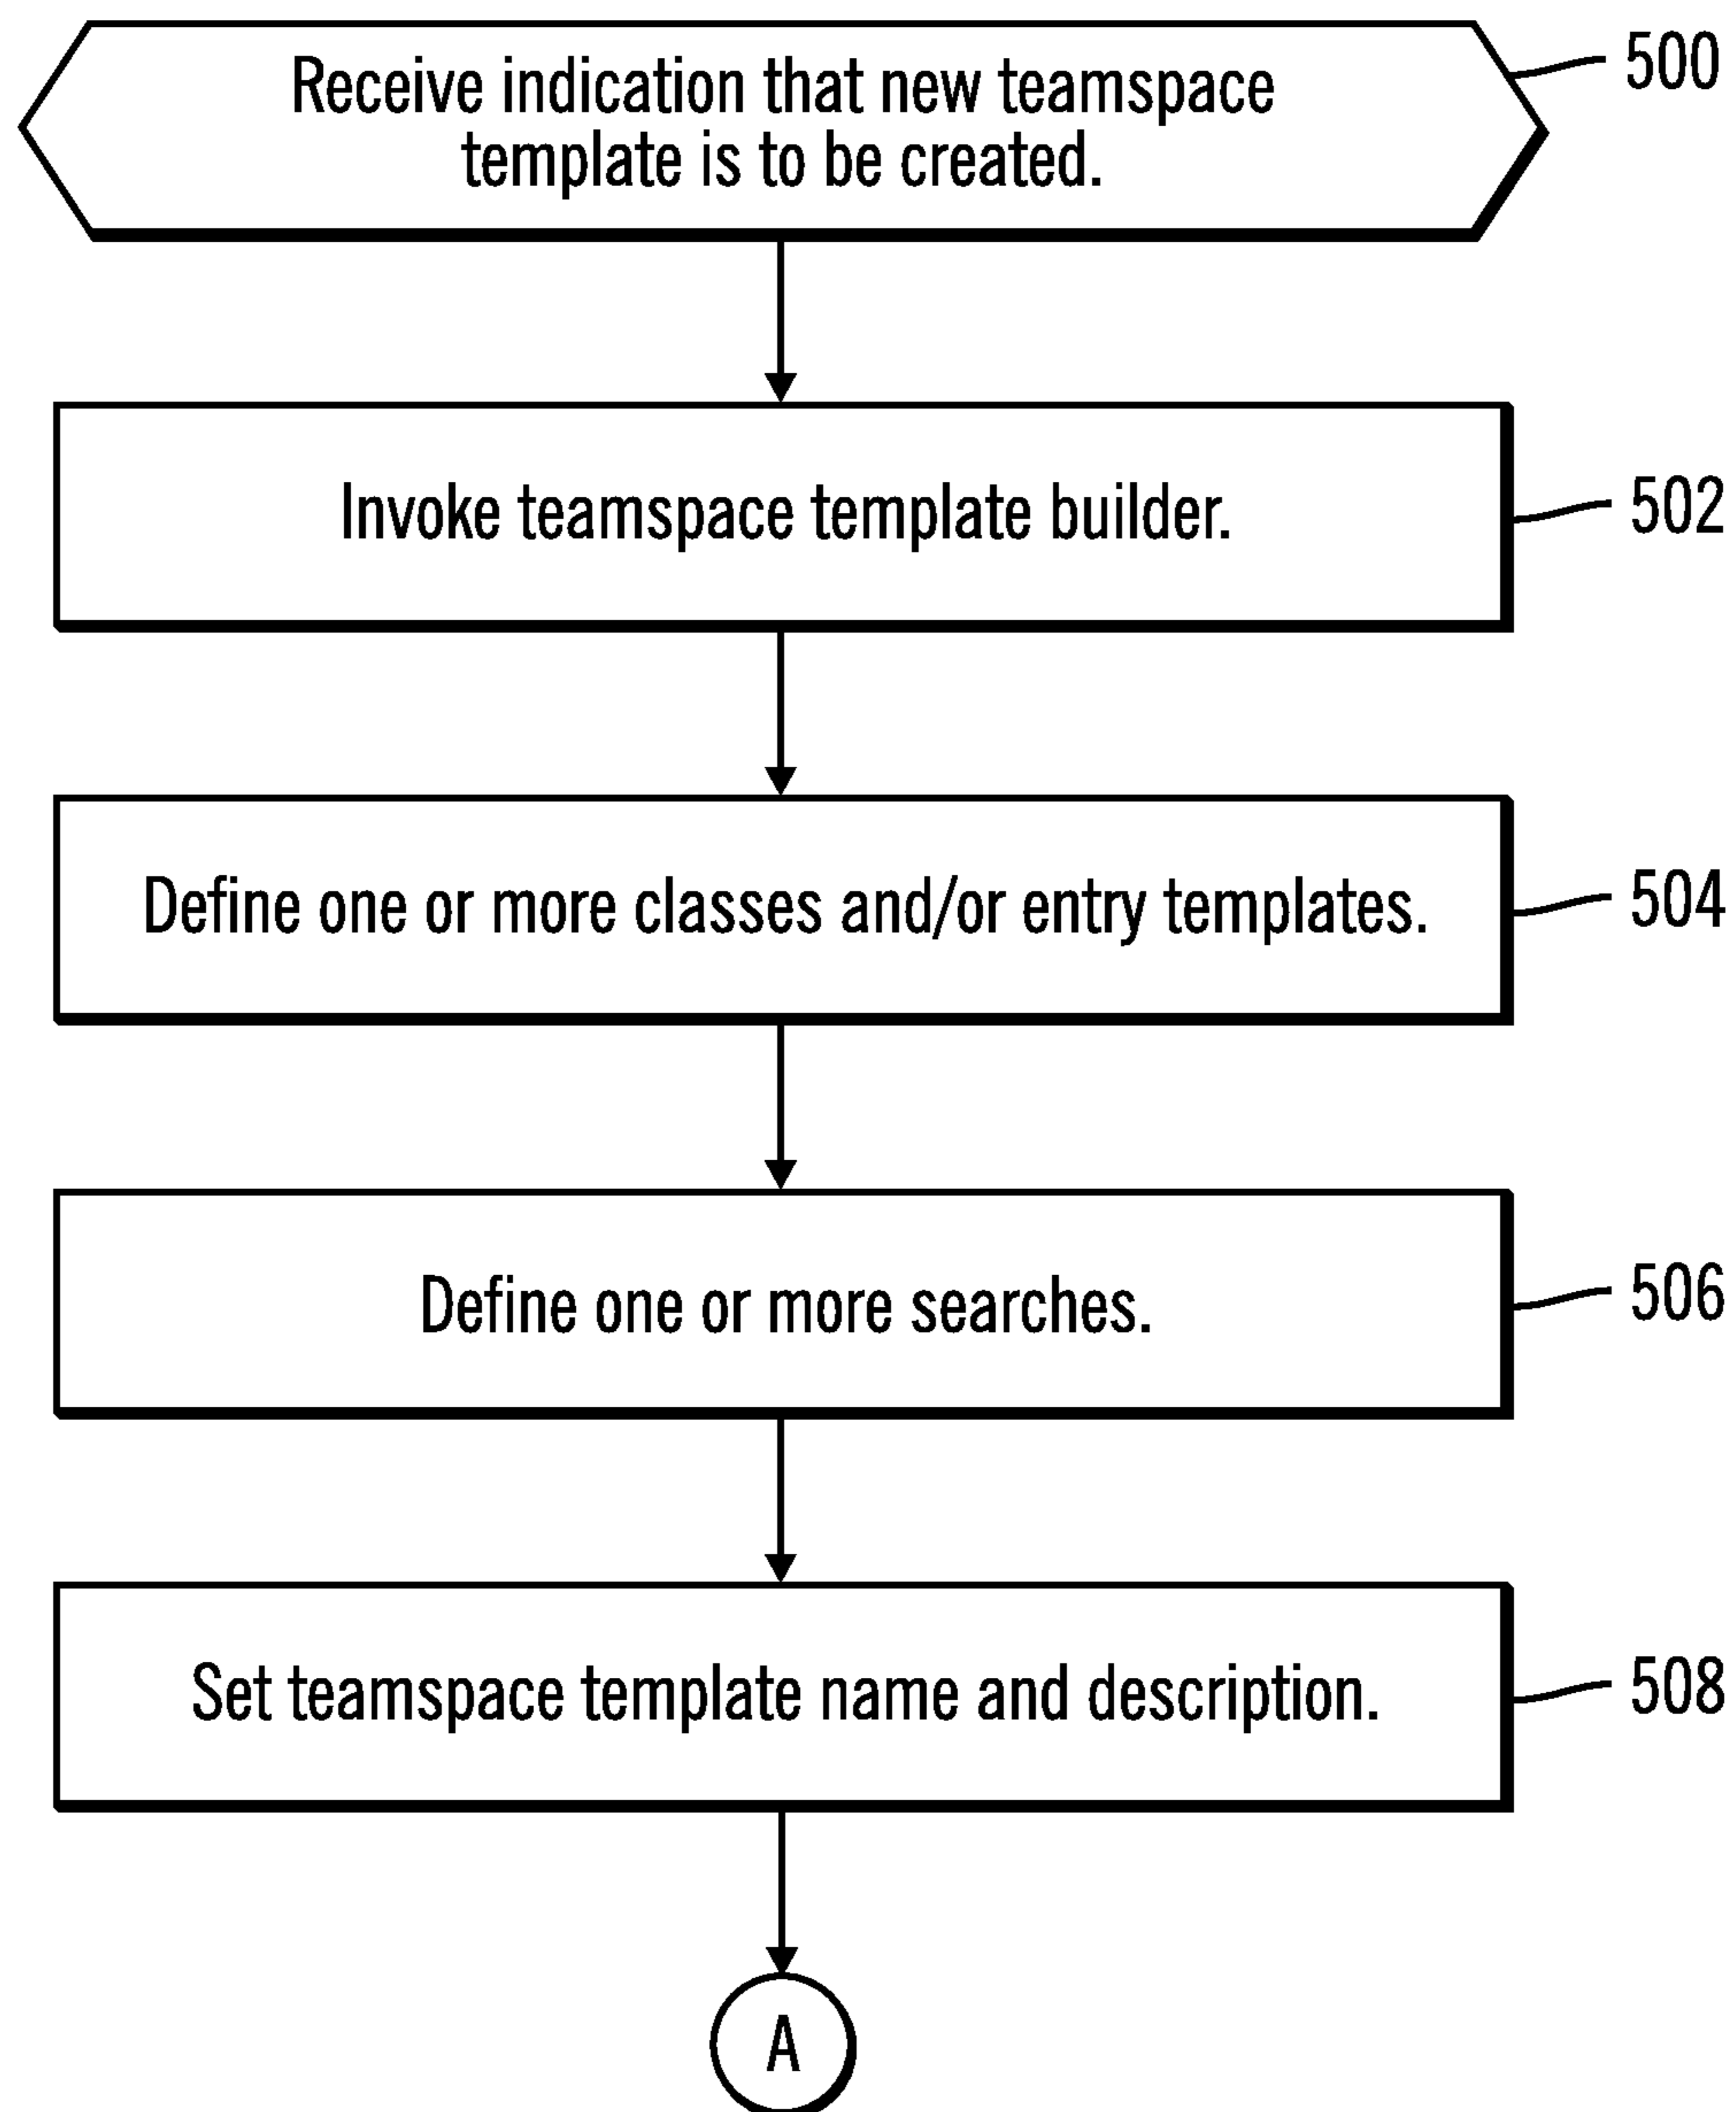 Receive indication that new teamspace
template is to be created.
500
Invoke teamspace template builder.
502
Define one or more classes and/or entry templates.
504
Define one or more searches.
506
Set teamspace template name and description.
508
A